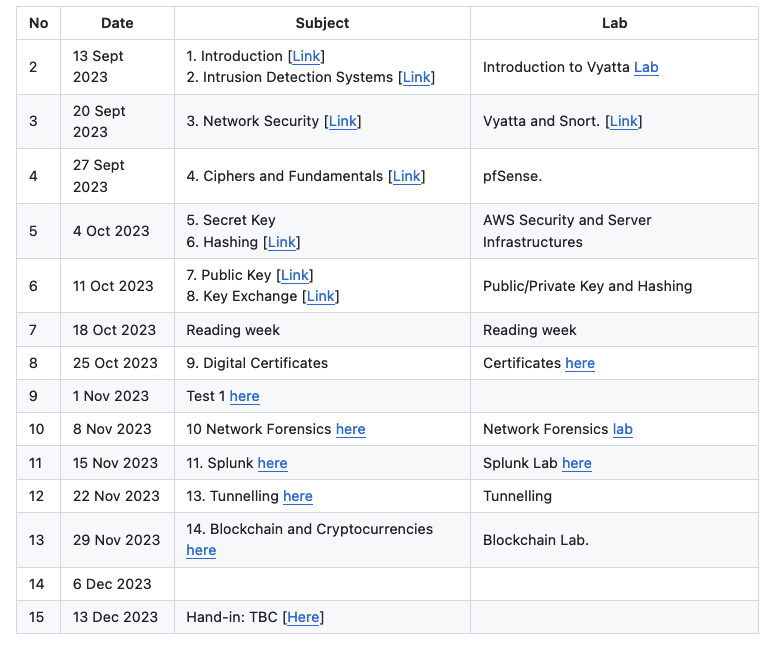 No Date Subject Lab
2 13 Sept 2023 1. Introduction [Link]
2. Intrusion Detection Systems [Link] Introduction to Vyatta Lab
3 20 Sept 2023 3. Network Security [Link] Vyatta and Snort. [Link]
4 27 Sept 2023 4. Ciphers and Fundamentals [Link] pfSense.
5 4 Oct 2023 5. Secret Key
6. Hashing [Link] AWS Security and Server Infrastructures
6 11 Oct 2023 7. Public Key [Link]
8. Key Exchange [Link] Public/Private Key and Hashing
7 18 Oct 2023 Reading week Reading week
8 25 Oct 2023 9. Digital Certificates Certificates here
9 1 Nov 2023 Test 1 here
10 8 Nov 2023 10 Network Forensics here Network Forensics lab
11 15 Nov 2023 11. Splunk here Splunk Lab here
12 22 Nov 2023 13. Tunnelling here Tunnelling
13 29 Nov 2023 14. Blockchain and Cryptocurrencies here Blockchain Lab.
14 6 Dec 2023
15 13 Dec 2023 Hand-in: TBC [Here]